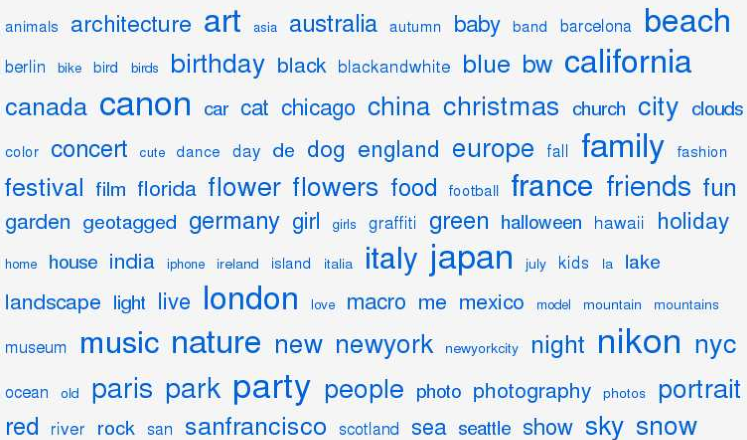 animals architecture art asia australia autumn baby band barcelona beach
berlin bike bird birds birthday black blackandwhite blue bw california
canada canon car cat chicago china christmas church city clouds
color concert cute dance day de dog england europe fall family fashion
festival film florida flower flowers food football france friends fun
garden geotagged germany girl girls graffiti green halloween hawaii holiday
home house india iphone ireland island italia italy japan july kids la lake
landscape light live london love macro me mexico model mountain mountains
museum music nature new newyork newyorkcity night nikon nyc
ocean old paris park party people photo photography photos portrait
red river rock san sanfrancisco scotland sea seattle show sky snow